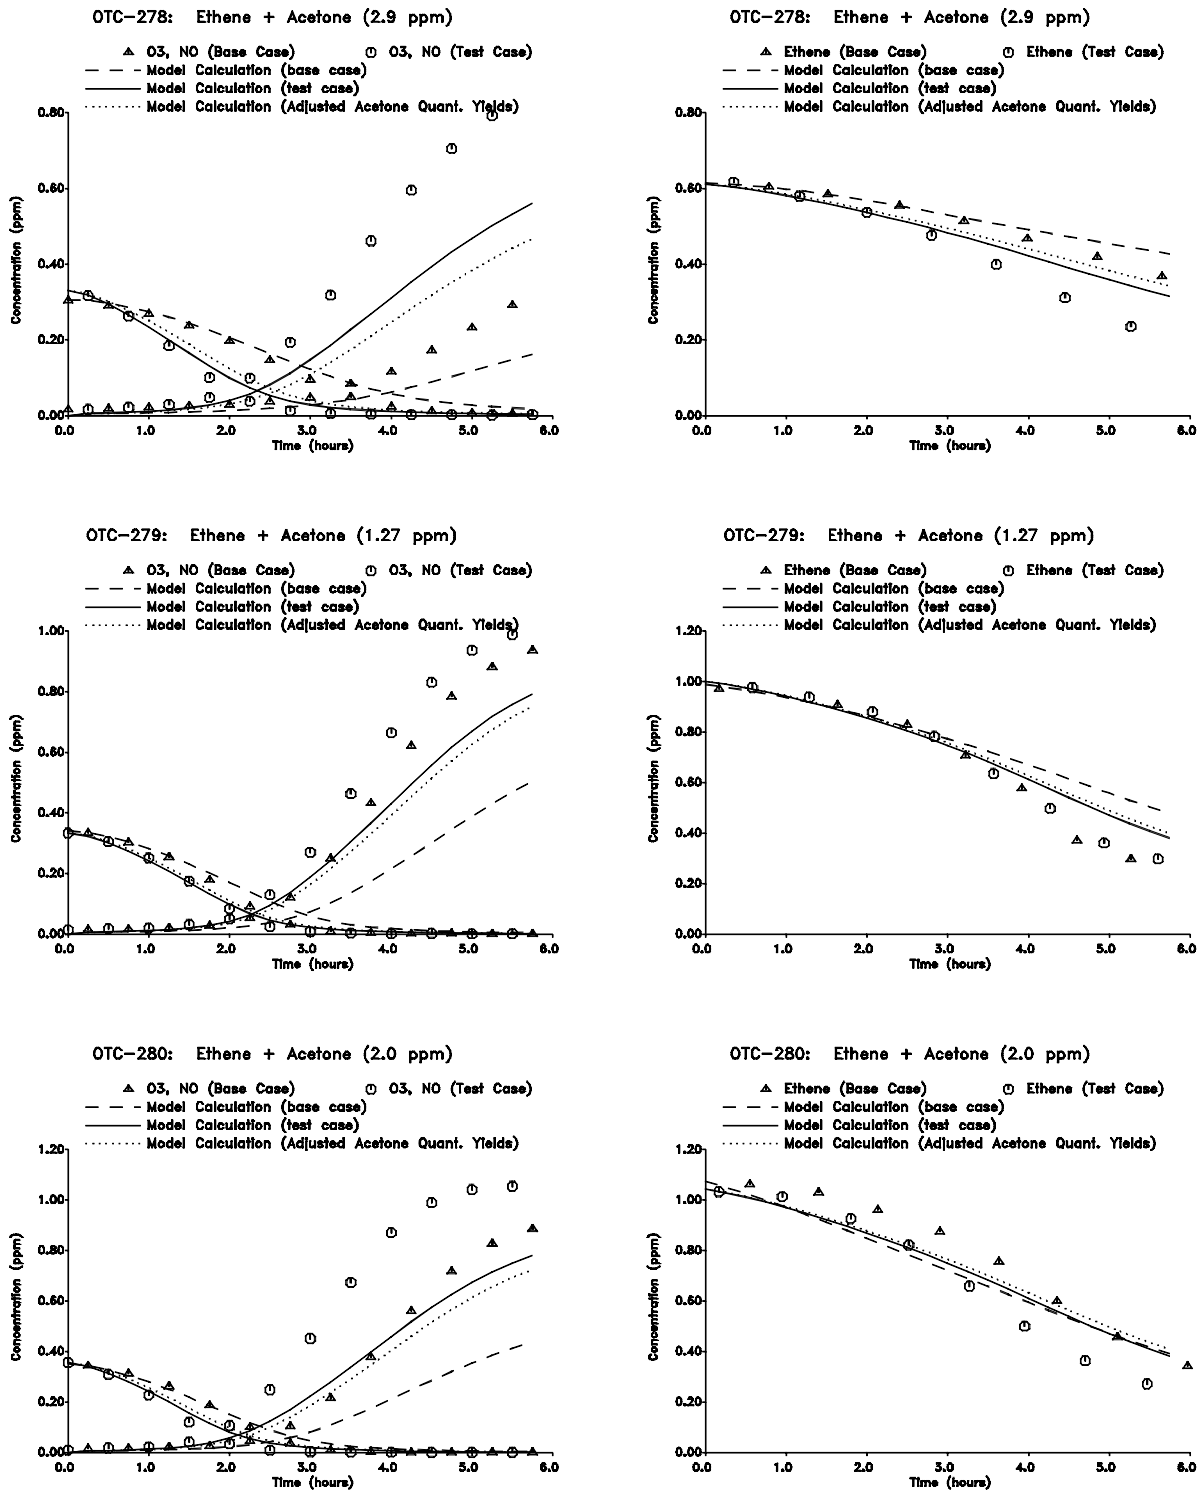 OTC-278: Ethene + Acetone (2.9 ppm)
O3, NO (Base Case) O3, NO (Test Case)
Model Calculation (base case)
Model Calculation (test case)
Model Calculation (Adjusted Acetone Quant. Yields)
0.80
0.60
0.40
0.20
0.00
Concentration (ppm)
0.0 1.0 2.0 3.0 4.0 5.0 6.0
Time (hours)
OTC-278: Ethene + Acetone (2.9 ppm)
Ethene (Base Case) Ethene (Test Case)
Model Calculation (base case)
Model Calculation (test case)
Model Calculation (Adjusted Acetone Quant. Yields)
0.80
0.60
0.40
0.20
0.00
Concentration (ppm)
0.0 1.0 2.0 3.0 4.0 5.0 6.0
Time (hours)
OTC-279: Ethene + Acetone (1.27 ppm)
O3, NO (Base Case) O3, NO (Test Case)
Model Calculation (base case)
Model Calculation (test case)
Model Calculation (Adjusted Acetone Quant. Yields)
1.00
0.80
0.60
0.40
0.20
0.00
Concentration (ppm)
0.0 1.0 2.0 3.0 4.0 5.0 6.0
Time (hours)
OTC-279: Ethene + Acetone (1.27 ppm)
Ethene (Base Case) Ethene (Test Case)
Model Calculation (base case)
Model Calculation (test case)
Model Calculation (Adjusted Acetone Quant. Yields)
1.20
1.00
0.80
0.60
0.40
0.20
0.00
Concentration (ppm)
0.0 1.0 2.0 3.0 4.0 5.0 6.0
Time (hours)
OTC-280: Ethene + Acetone (2.0 ppm)
O3, NO (Base Case) O3, NO (Test Case)
Model Calculation (base case)
Model Calculation (test case)
Model Calculation (Adjusted Acetone Quant. Yields)
1.20
1.00
0.80
0.60
0.40
0.20
0.00
Concentration (ppm)
0.0 1.0 2.0 3.0 4.0 5.0 6.0
Time (hours)
OTC-280: Ethene + Acetone (2.0 ppm)
Ethene (Base Case) Ethene (Test Case)
Model Calculation (base case)
Model Calculation (test case)
Model Calculation (Adjusted Acetone Quant. Yields)
1.20
1.00
0.80
0.60
0.40
0.20
0.00
Concentration (ppm)
0.0 1.0 2.0 3.0 4.0 5.0 6.0
Time (hours)